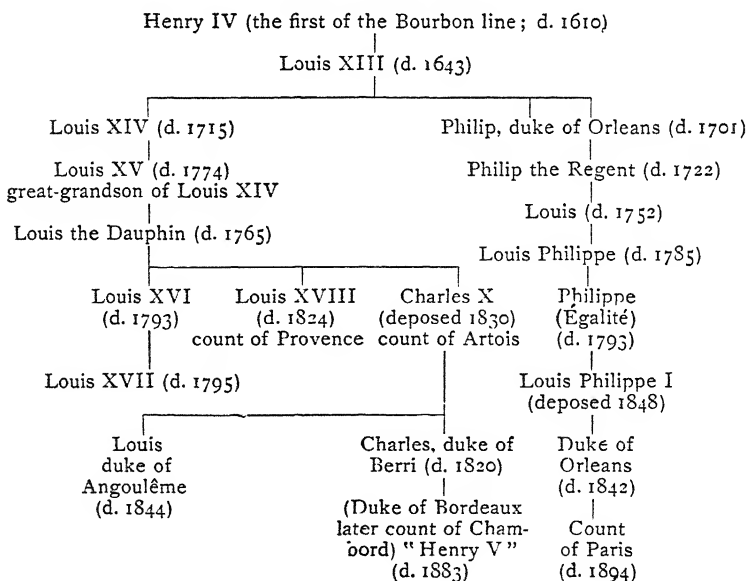 Henry IV (the first of the Bourbon line; d. 1610)
Louis XIII (d. 1643)
Louis XIV (d. 1715)
Philip, duke of Orleans (d. 1701)
Louis XV (d. 1774)
great-grandson of Louis XIV
Philip the Regent (d. 1722)
Louis (d. 1752)
Louis the Dauphin (d. 1765)
Louis Philippe (d. 1785)
Louis XVI
(d. 1793)
Louis XVIII
(d. 1824)
count of Provence
Charles X
(deposed 1830)
count of Artois
Philippe
(Égalité)
(d. 1793)
Louis XVII (d. 1795)
Louis Philippe I
(deposed 1848)
Louis
duke of
Angoulême
(d. 1844)
Charles, duke of
Berri (d. 1820)
Duke of
Orleans
(d. 1842)
(Duke of Bordeaux
later count of Cham-
bord) "Henry V"
(d. 1883)
Count
of Paris
(d. 1894)